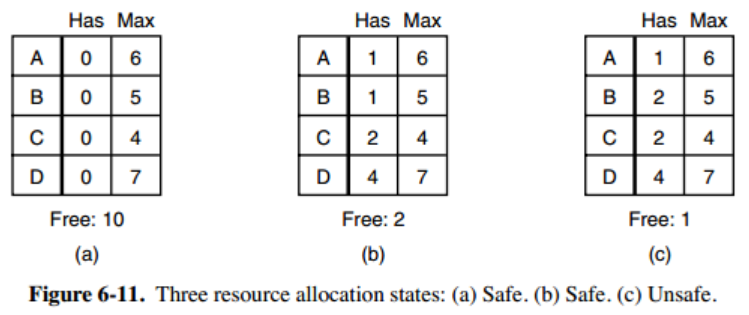 Has Max
A 0 6
B 0 5
C 0 4
D 0 7
Free: 10
(a)
Has Max
A 1 6
B 1 5
C 2 4
D 4 7
Free: 2
(b)
Has Max
A 1 6
B 2 5
C 2 4
D 4 7
Free: 1
(c)
Figure 6-11. Three resource allocation states: (a) Safe. (b) Safe. (c) Unsafe.